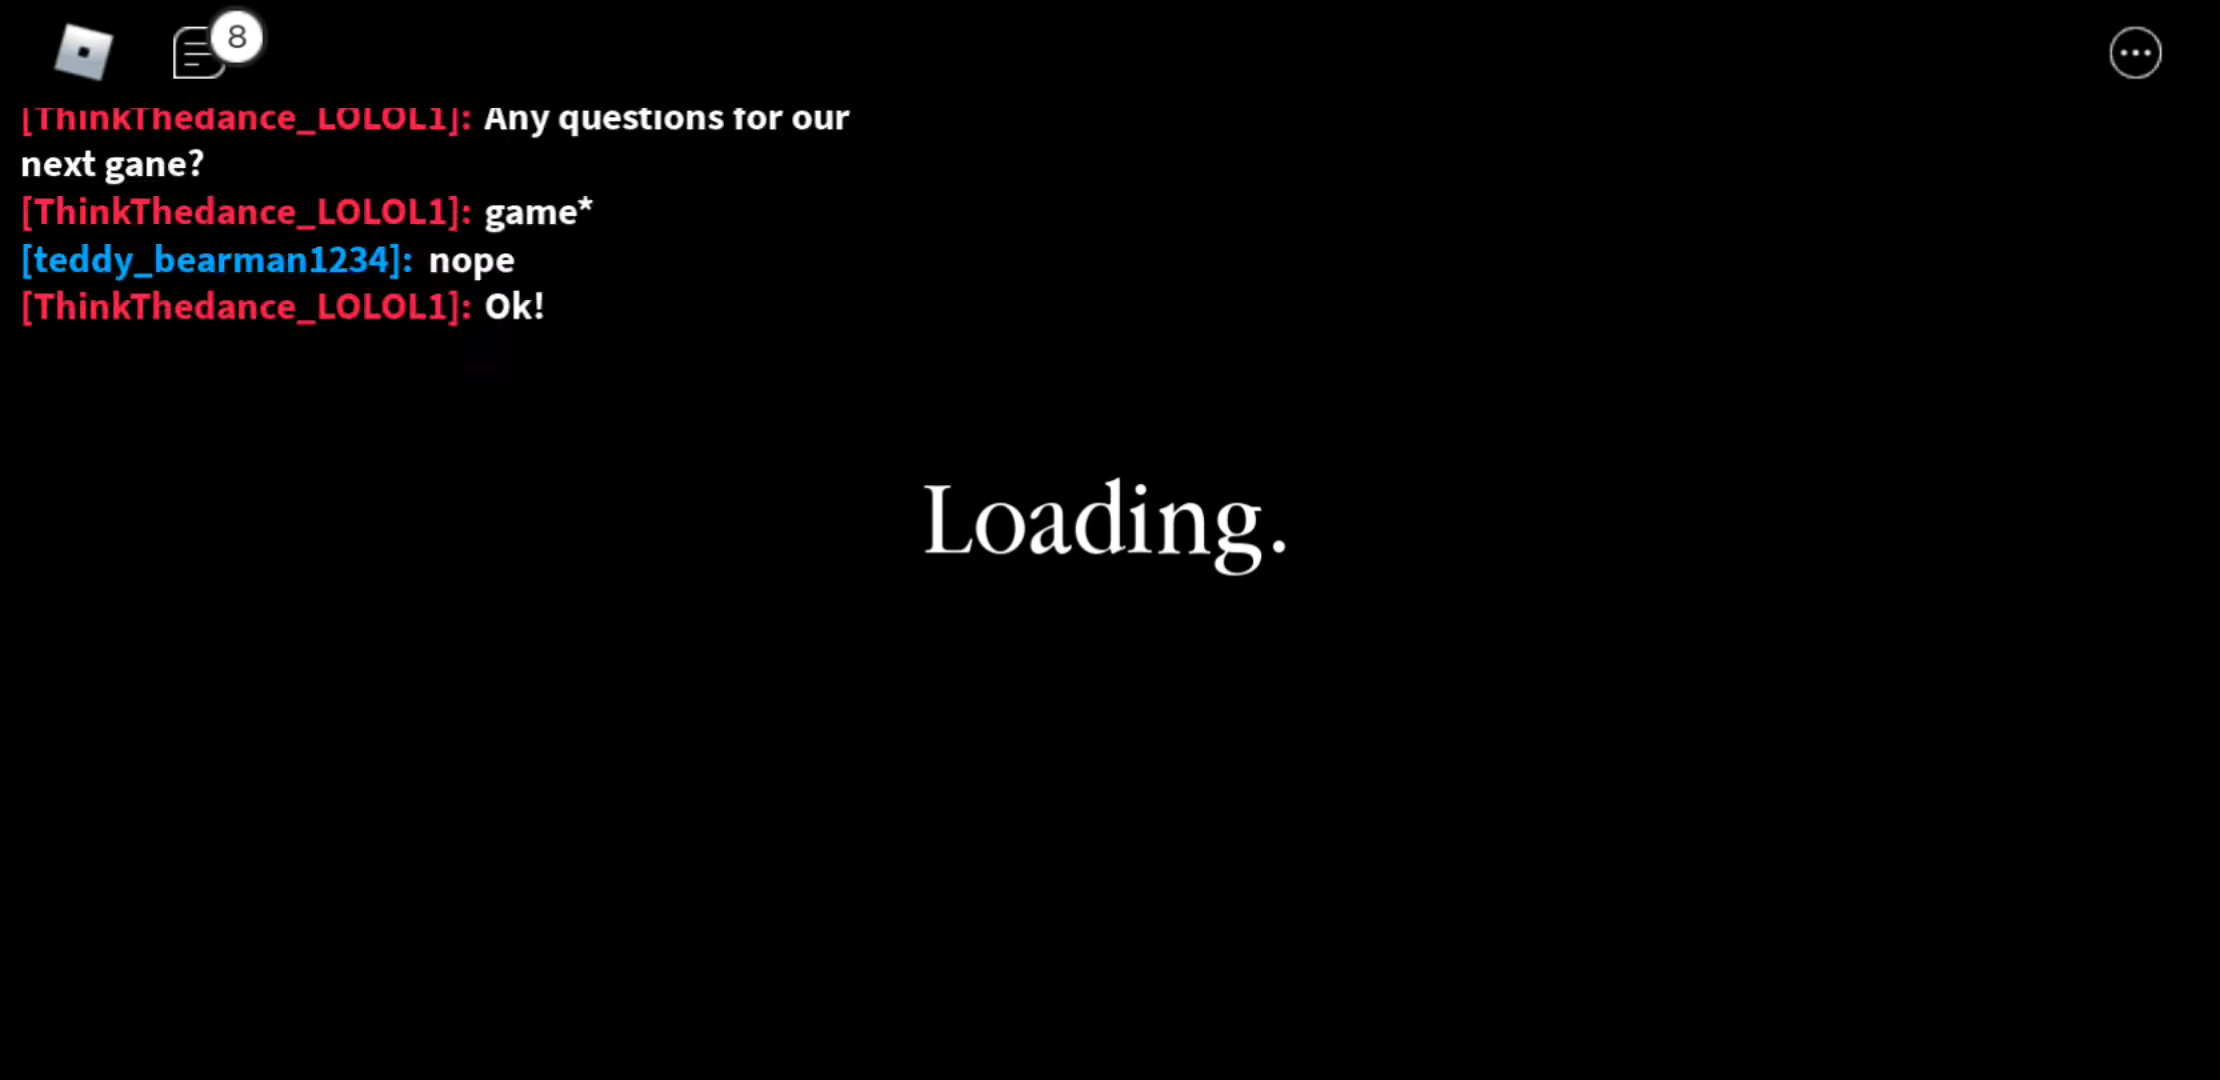 8
[ThinkThedance_LOLOL1]: Any questions for our
next gane?
[ThinkThedance_LOLOL1]: game*
[teddy_bearman1234]: nope
[ThinkThedance_LOLOL1]: Ok!
Loading.